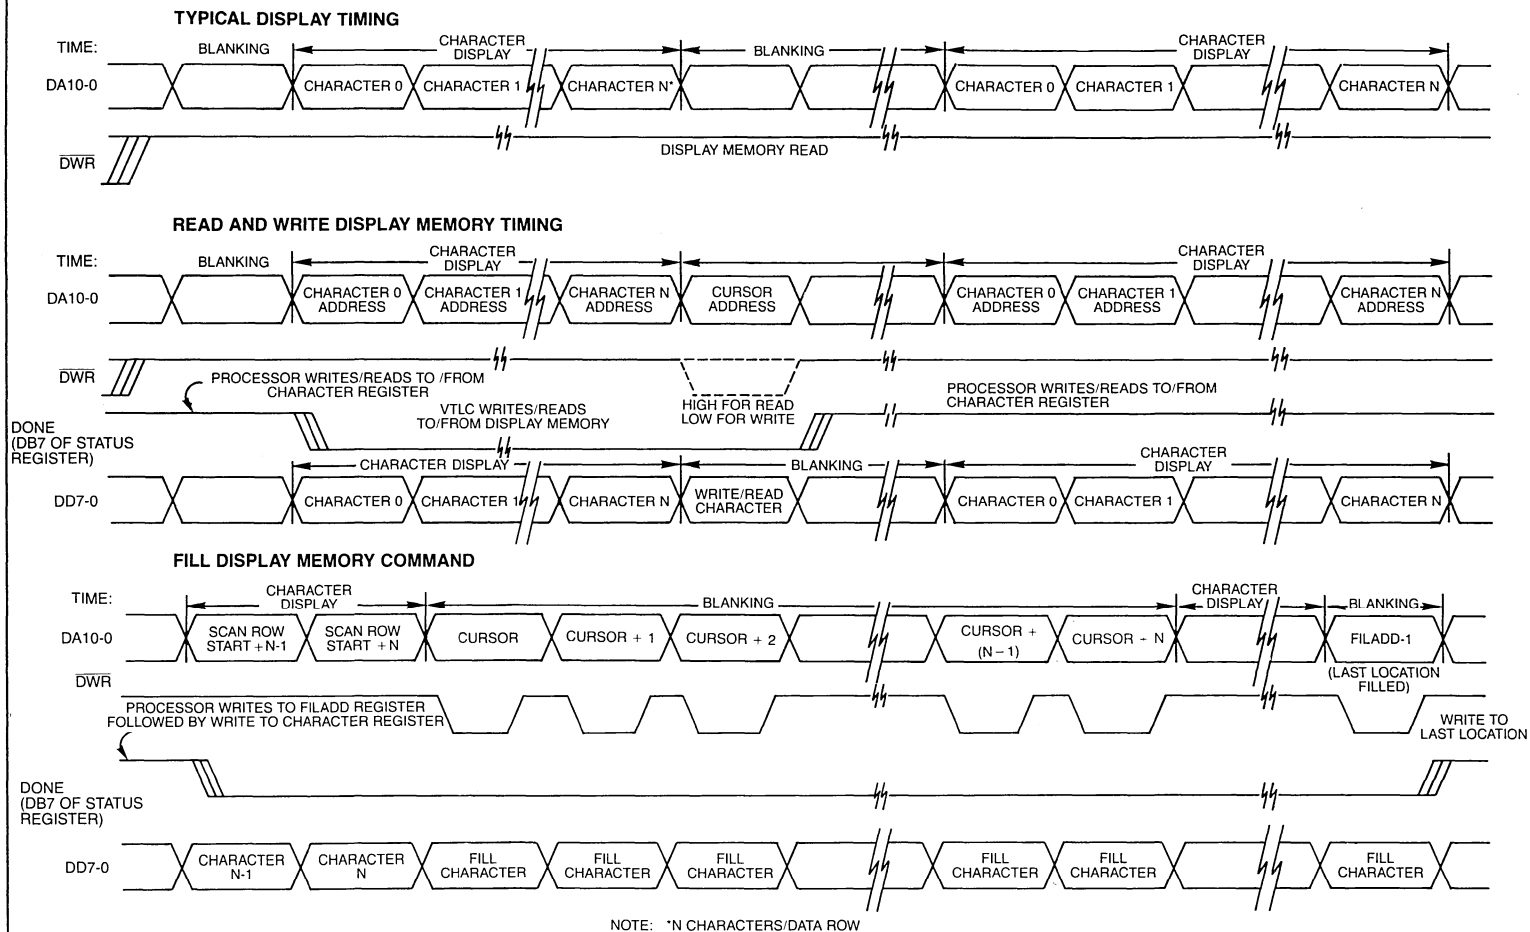 TYPICAL DISPLAY TIMING
TIME:
BLANKING
CHARACTER
DISPLAY
BLANKING
CHARACTER
DISPLAY
DA10-0
CHARACTER 0
CHARACTER 1
CHARACTER N*
CHARACTER 0
CHARACTER 1
CHARACTER N
DWR
DISPLAY MEMORY READ
READ AND WRITE DISPLAY MEMORY TIMING
TIME:
BLANKING
CHARACTER
DISPLAY
CHARACTER
DISPLAY
DA10-0
CHARACTER 0
ADDRESS
CHARACTER 1
ADDRESS
CHARACTER N
ADDRESS
CURSOR
ADDRESS
CHARACTER 0
ADDRESS
CHARACTER 1
ADDRESS
CHARACTER N
ADDRESS
DWR
PROCESSOR WRITES/READS TO /FROM
CHARACTER REGISTER
VTLC WRITES/READS
TO/FROM DISPLAY MEMORY
HIGH FOR READ
LOW FOR WRITE
PROCESSOR WRITES/READS TO/FROM
CHARACTER REGISTER
DONE
(DB7 OF STATUS
REGISTER)
CHARACTER DISPLAY
BLANKING
CHARACTER
DISPLAY
DD7-0
CHARACTER 0
CHARACTER 1
CHARACTER N
WRITE/READ
CHARACTER
CHARACTER 0
CHARACTER 1
CHARACTER N
FILL DISPLAY MEMORY COMMAND
TIME:
CHARACTER
DISPLAY
BLANKING
CHARACTER
DISPLAY
BLANKING
DA10-0
SCAN ROW
START +N-1
SCAN ROW
START +N
CURSOR
CURSOR + 1
CURSOR + 2
CURSOR +
(N - 1)
CURSOR + N
FILADD-1
(LAST LOCATION
FILLED)
DWR
PROCESSOR WRITES TO FILADD REGISTER
FOLLOWED BY WRITE TO CHARACTER REGISTER
WRITE TO
LAST LOCATION
DONE
(DB7 OF STATUS
REGISTER)
DD7-0
CHARACTER
N-1
CHARACTER
N
FILL
CHARACTER
FILL
CHARACTER
FILL
CHARACTER
FILL
CHARACTER
FILL
CHARACTER
FILL
CHARACTER
NOTE: *N CHARACTERS/DATA ROW